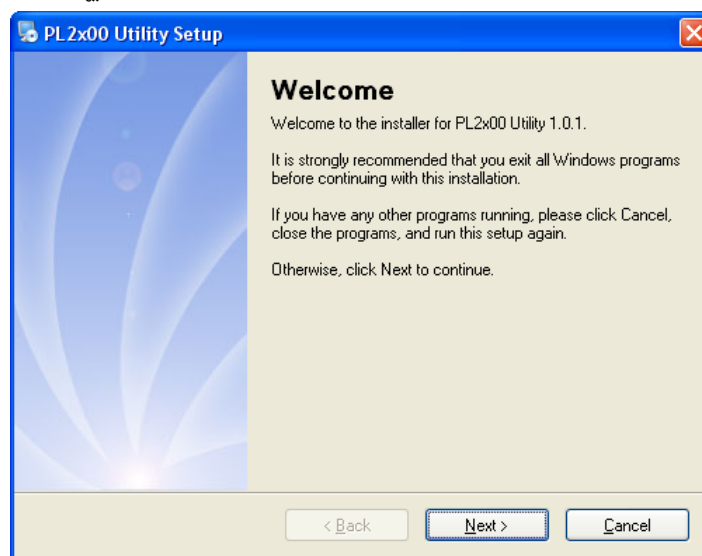 PL2x00 Utility Setup
Welcome
Welcome to the installer for PL2x00 Utility 1.0.1.
It is strongly recommended that you exit all Windows programs
before continuing with this installation.
If you have any other programs running, please click Cancel,
close the programs, and run this setup again.
Otherwise, click Next to continue.
< Back
Next >
Cancel